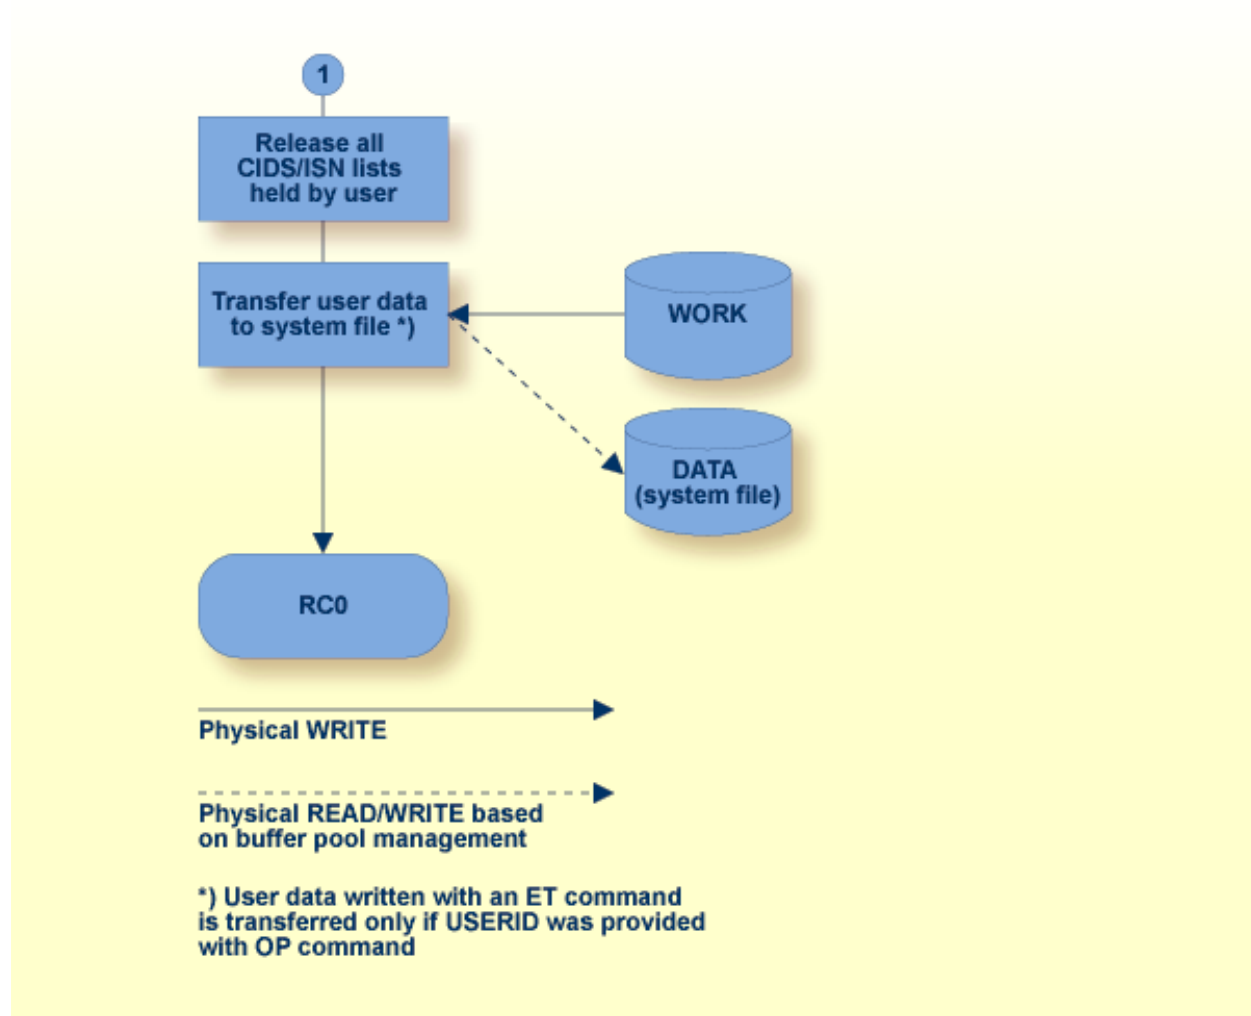 1
Release all
CIDS/ISN lists
held by user
Transfer user data
to system file *)
WORK
DATA
(system file)
RC0
Physical WRITE
Physical READ/WRITE based
on buffer pool management
*) User data written with an ET command
is transferred only if USERID was provided
with OP command